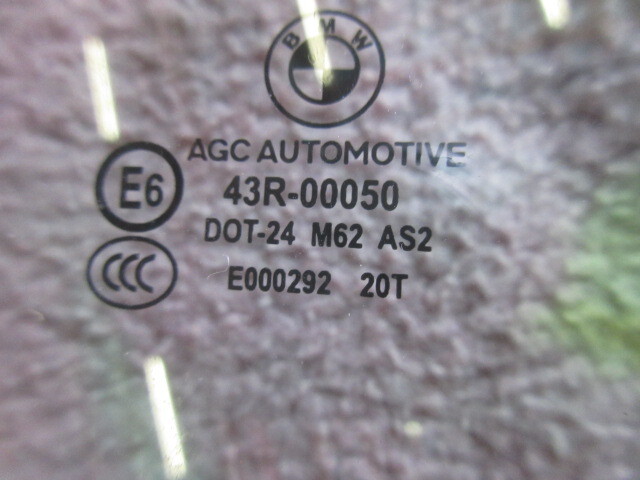 BMW
AGC AUTOMOTIVE
E6 43R-00050
DOT-24 M62 AS2
CCC E000292 20T